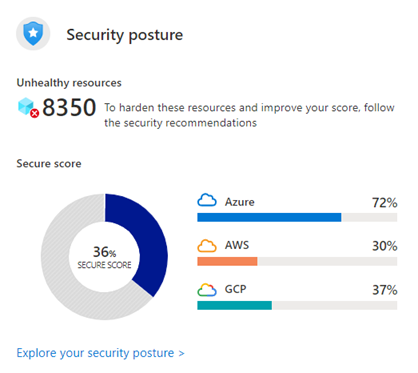 Security posture
Unhealthy resources
8350 To harden these resources and improve your score, follow
the security recommendations
Secure score
36%
SECURE SCORE
Azure 72%
AWS 30%
GCP 37%
Explore your security posture >